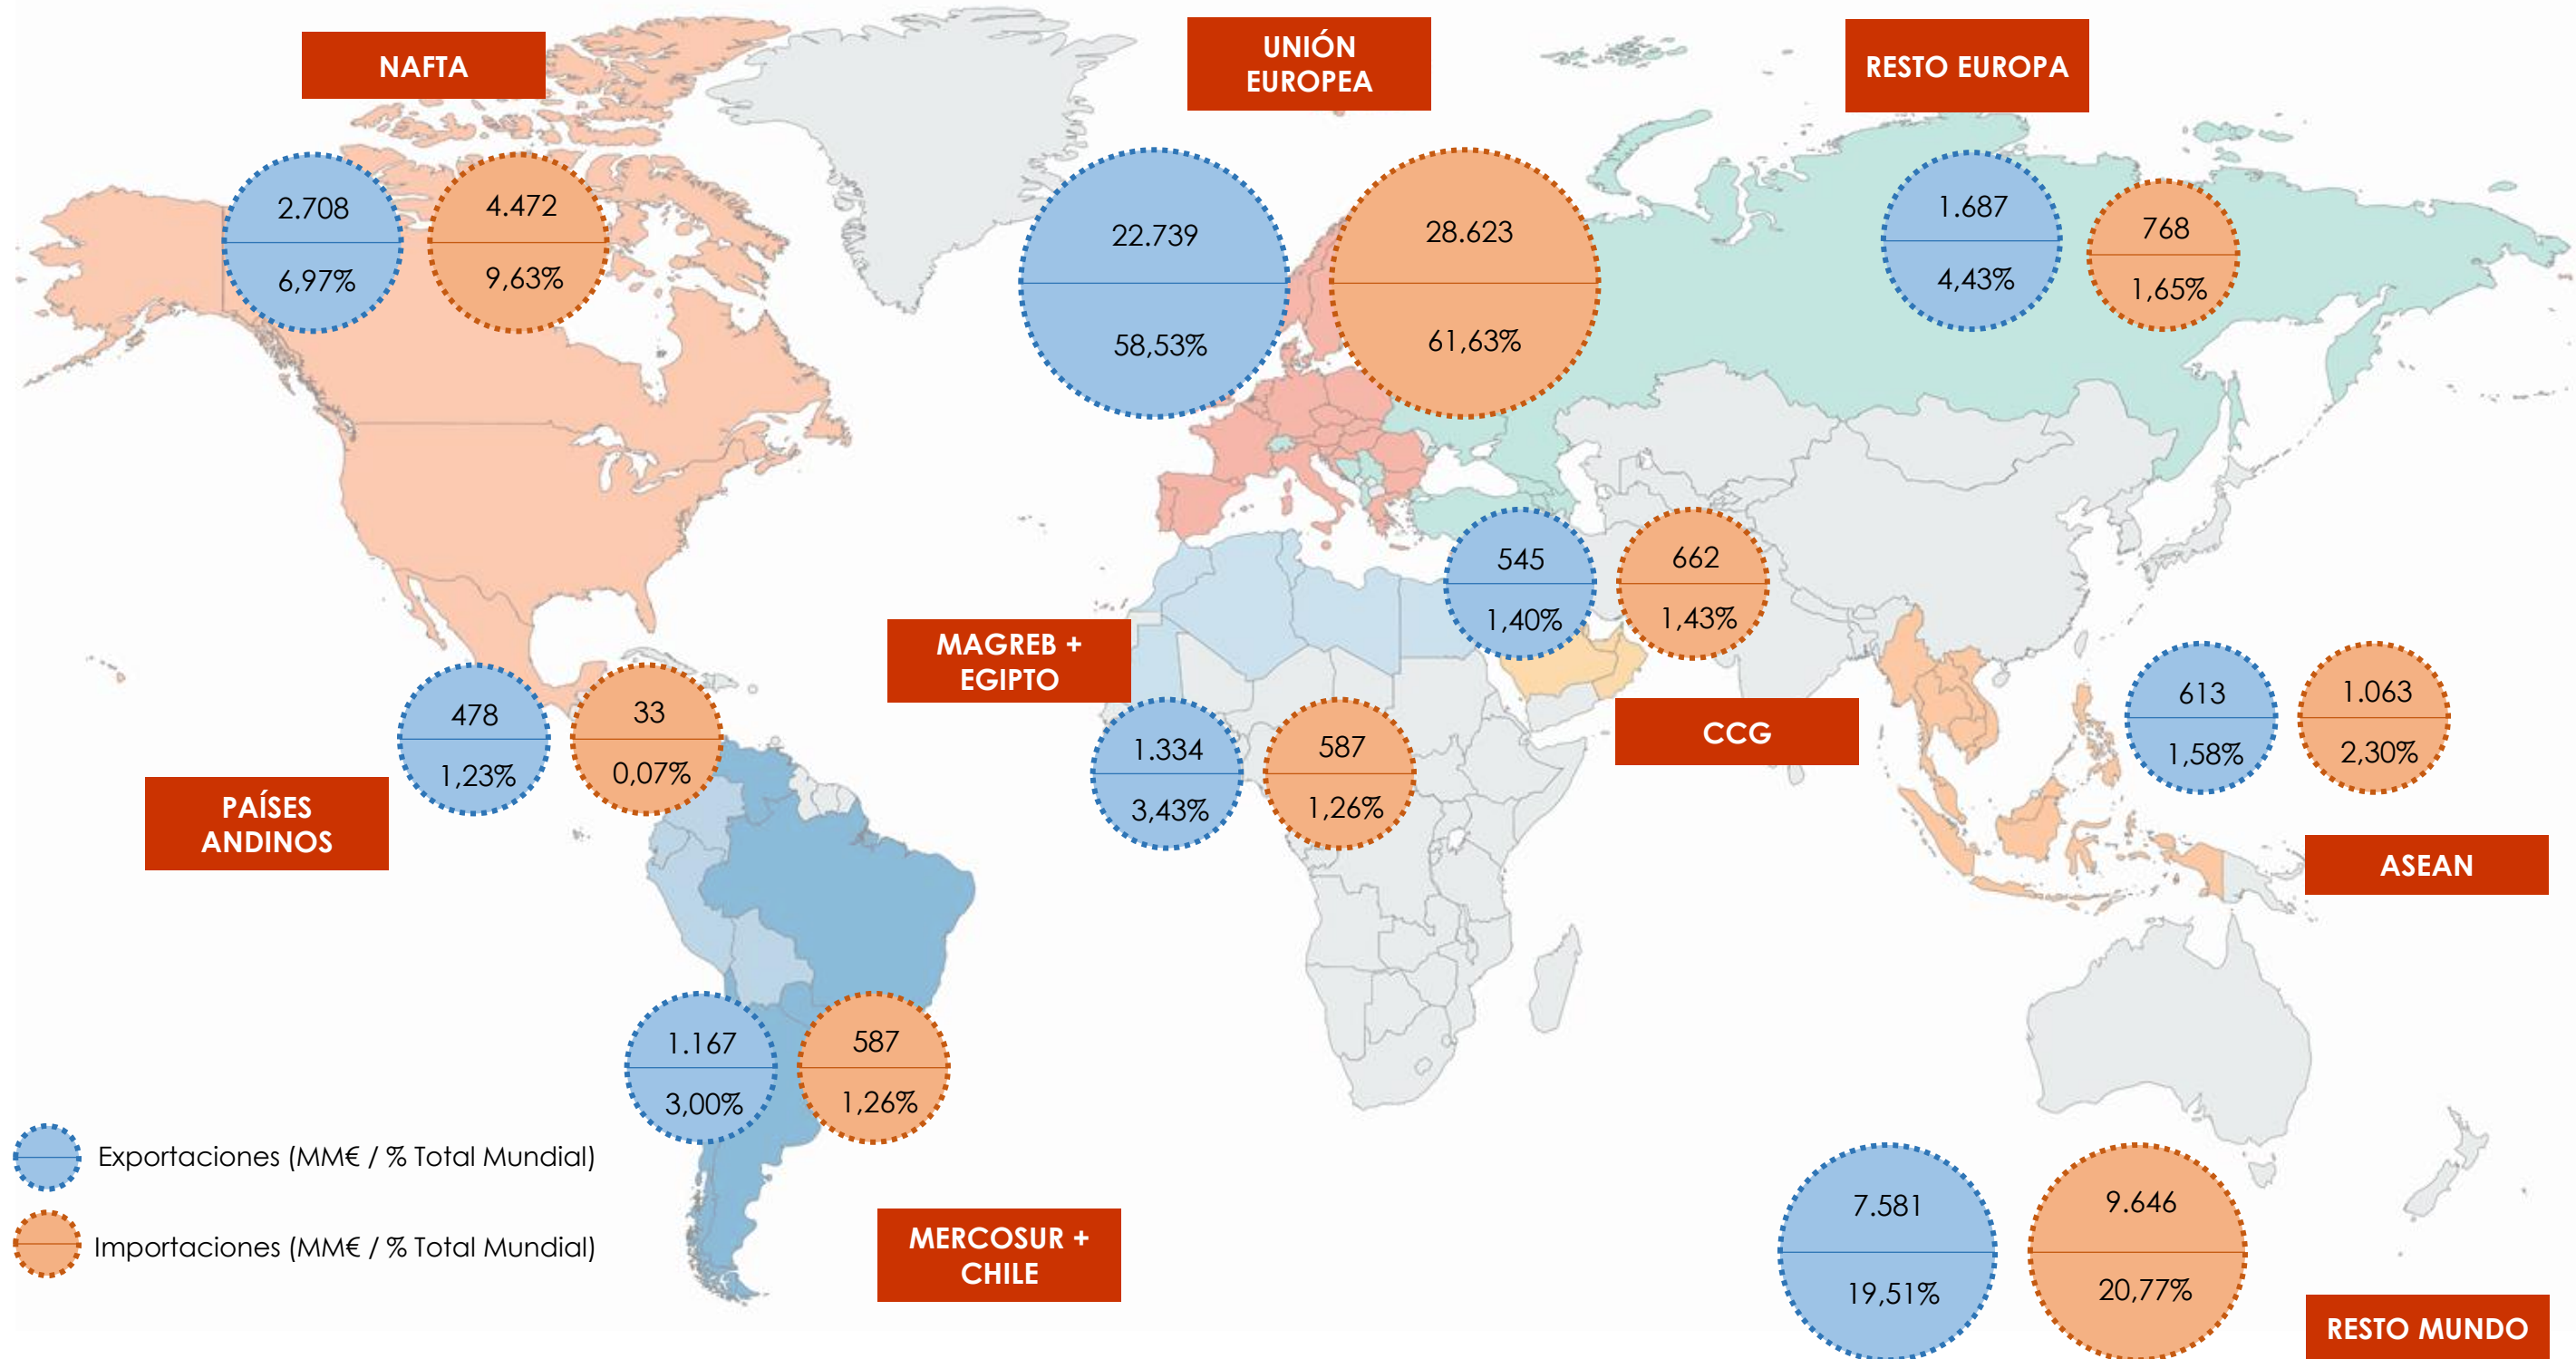 NAFTA
2.708
6,97%
4.472
9,63%
UNIÓN
EUROPEA
22.739
58,53%
28.623
61,63%
RESTO EUROPA
1.687
4,43%
768
1,65%
545
1,40%
662
1,43%
CCG
MAGREB +
EGIPTO
1.334
3,43%
587
1,26%
613
1,58%
1.063
2,30%
ASEAN
478
1,23%
33
0,07%
PAÍSES
ANDINOS
1.167
3,00%
587
1,26%
MERCOSUR +
CHILE
Exportaciones (MM€ / % Total Mundial)
Importaciones (MM€ / % Total Mundial)
7.581
19,51%
9.646
20,77%
RESTO MUNDO